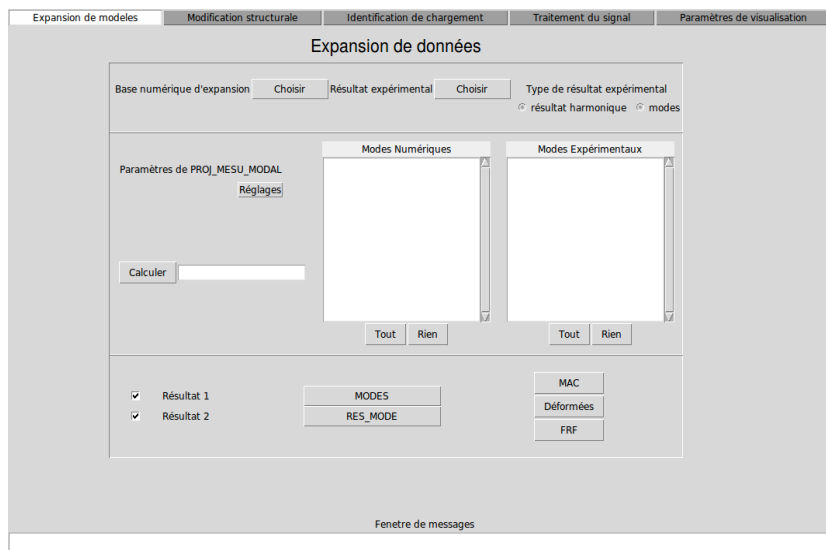 Expansion de modeles Modification structurale Identification de chargement Traitement du signal Paramètres de visualisation
Expansion de données
Base numérique d'expansion Choisir Résultat expérimental Choisir Type de résultat expérimental
résultat harmonique modes
Modes Numériques Modes Expérimentaux
Paramètres de PROJ_MESU_MODAL
Réglages
Calculer
Tout Rien Tout Rien
MAC
Résultat 1 MODES
Déformées
Résultat 2 RES_MODE
FRF
Fenetre de messages